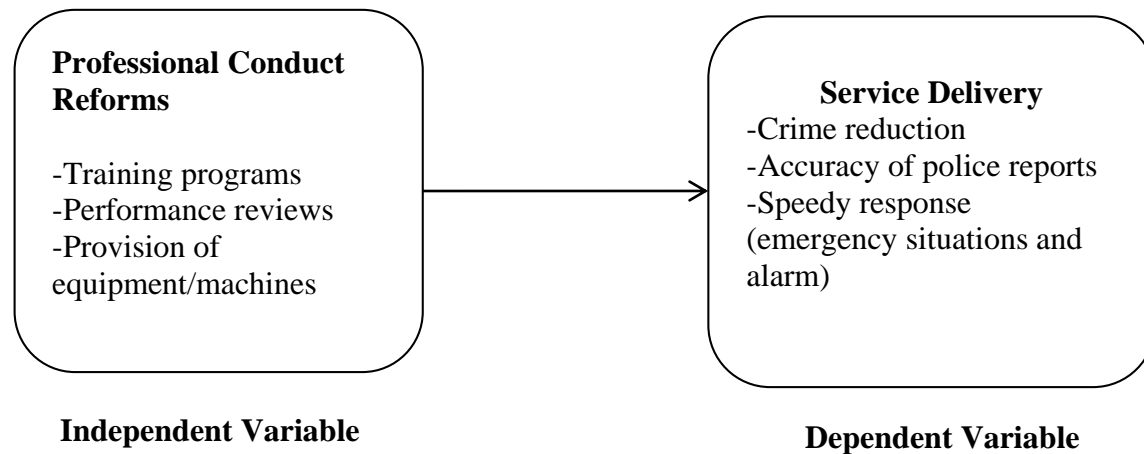 Professional Conduct
Reforms
-Training programs
-Performance reviews
-Provision of
equipment/machines
Independent Variable
Service Delivery
-Crime reduction
-Accuracy of police reports
-Speedy response
(emergency situations and
alarm)
Dependent Variable